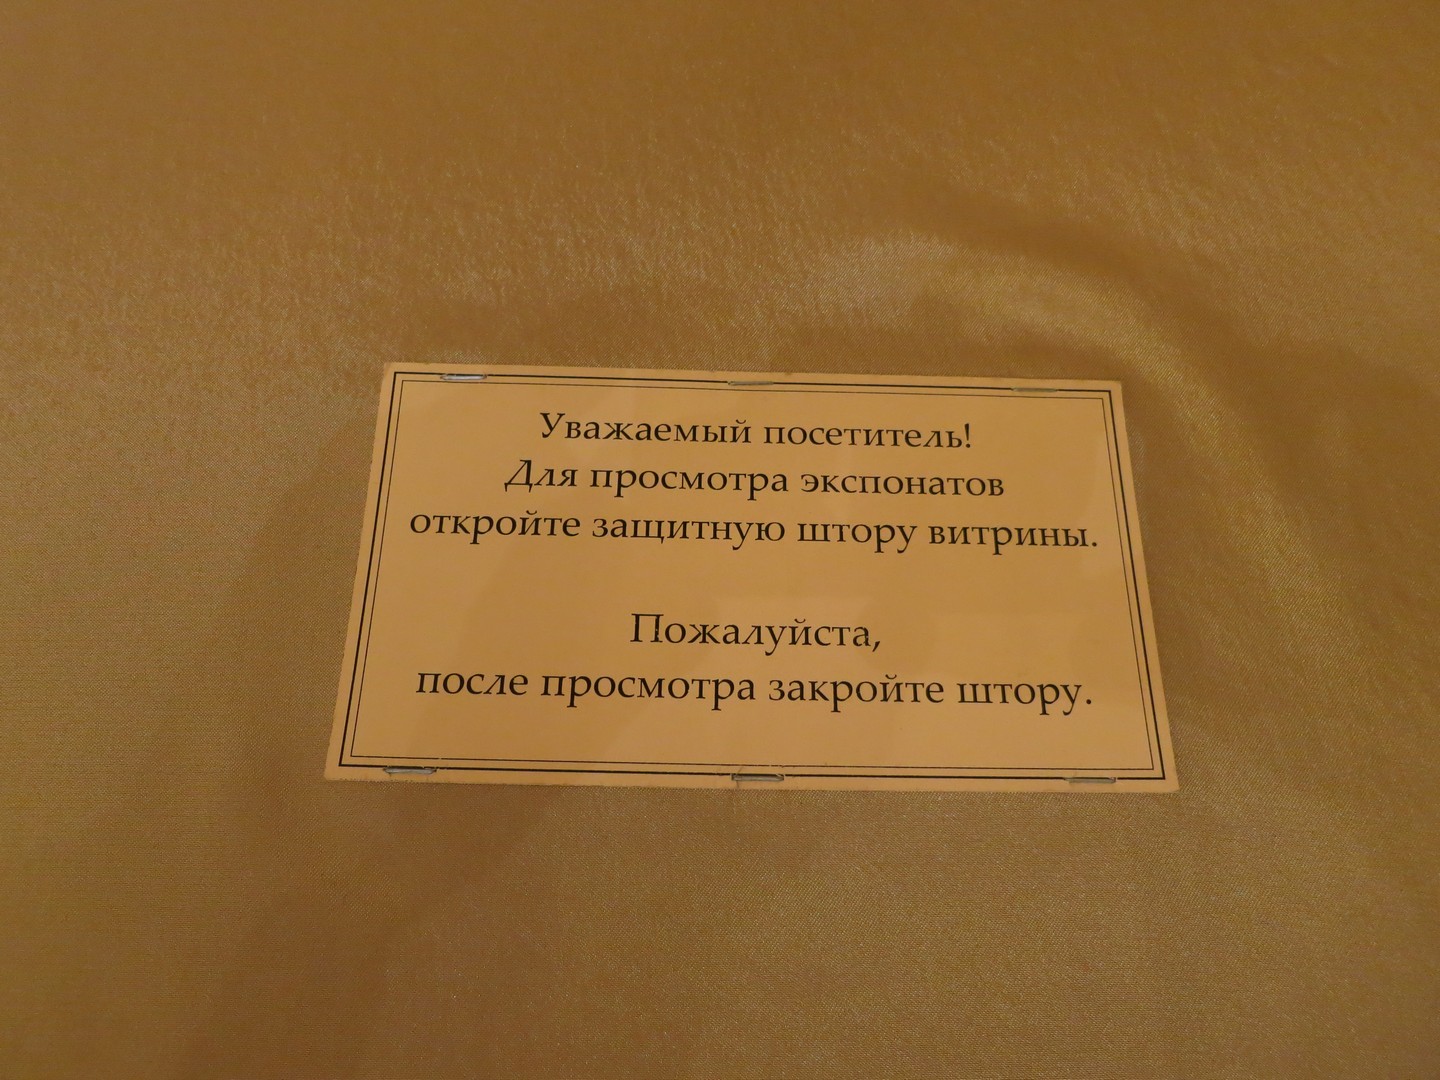 Уважаемый посетитель!
Для просмотра экспонатов
откройте защитную штору витрины.
Пожалуйста,
после просмотра закройте штору.